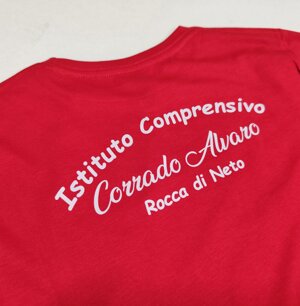 Istituto Comprensivo
Corrado Alvaro
Rocca di Neto